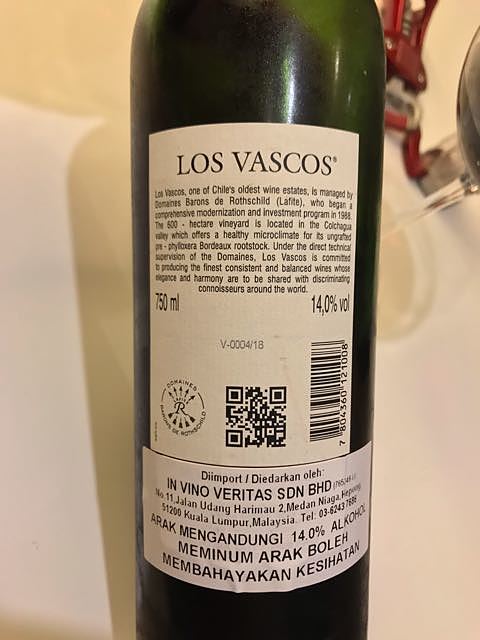 LOS VASCOS®
Los Vascos, one of Chile's oldest wine estates, is managed by
Domaines Barons de Rothschild (Lafite), who began a
comprehensive modernization and investment program in 1988.
The 600 - hectare vineyard is located in the Colchagua
valley which offers a healthy microclimate for its ungrafted
pre - phylloxera Bordeaux rootstock. Under the direct technical
supervision of the Domaines, Los Vascos is committed
to producing the finest consistent and balanced wines whose
elegance and harmony are to be shared with discriminating
connoisseurs around the world.
750 ml 14,0% vol
V-0004/18
DOMAINES
BARONS DE ROTHSCHILD
LAFITE
R
7 804360 121008
Diimport / Diedarkan oleh:
IN VINO VERITAS SDN BHD
No.11,Jalan Udang Harimau 2,Medan Niaga,Kepong,
51200 Kuala Lumpur,Malaysia. Tel: 03-6243 7686
ARAK MENGANDUNGI 14.0% ALKOHOL
MEMINUM ARAK BOLEH
MEMBAHAYAKAN KESIHATAN